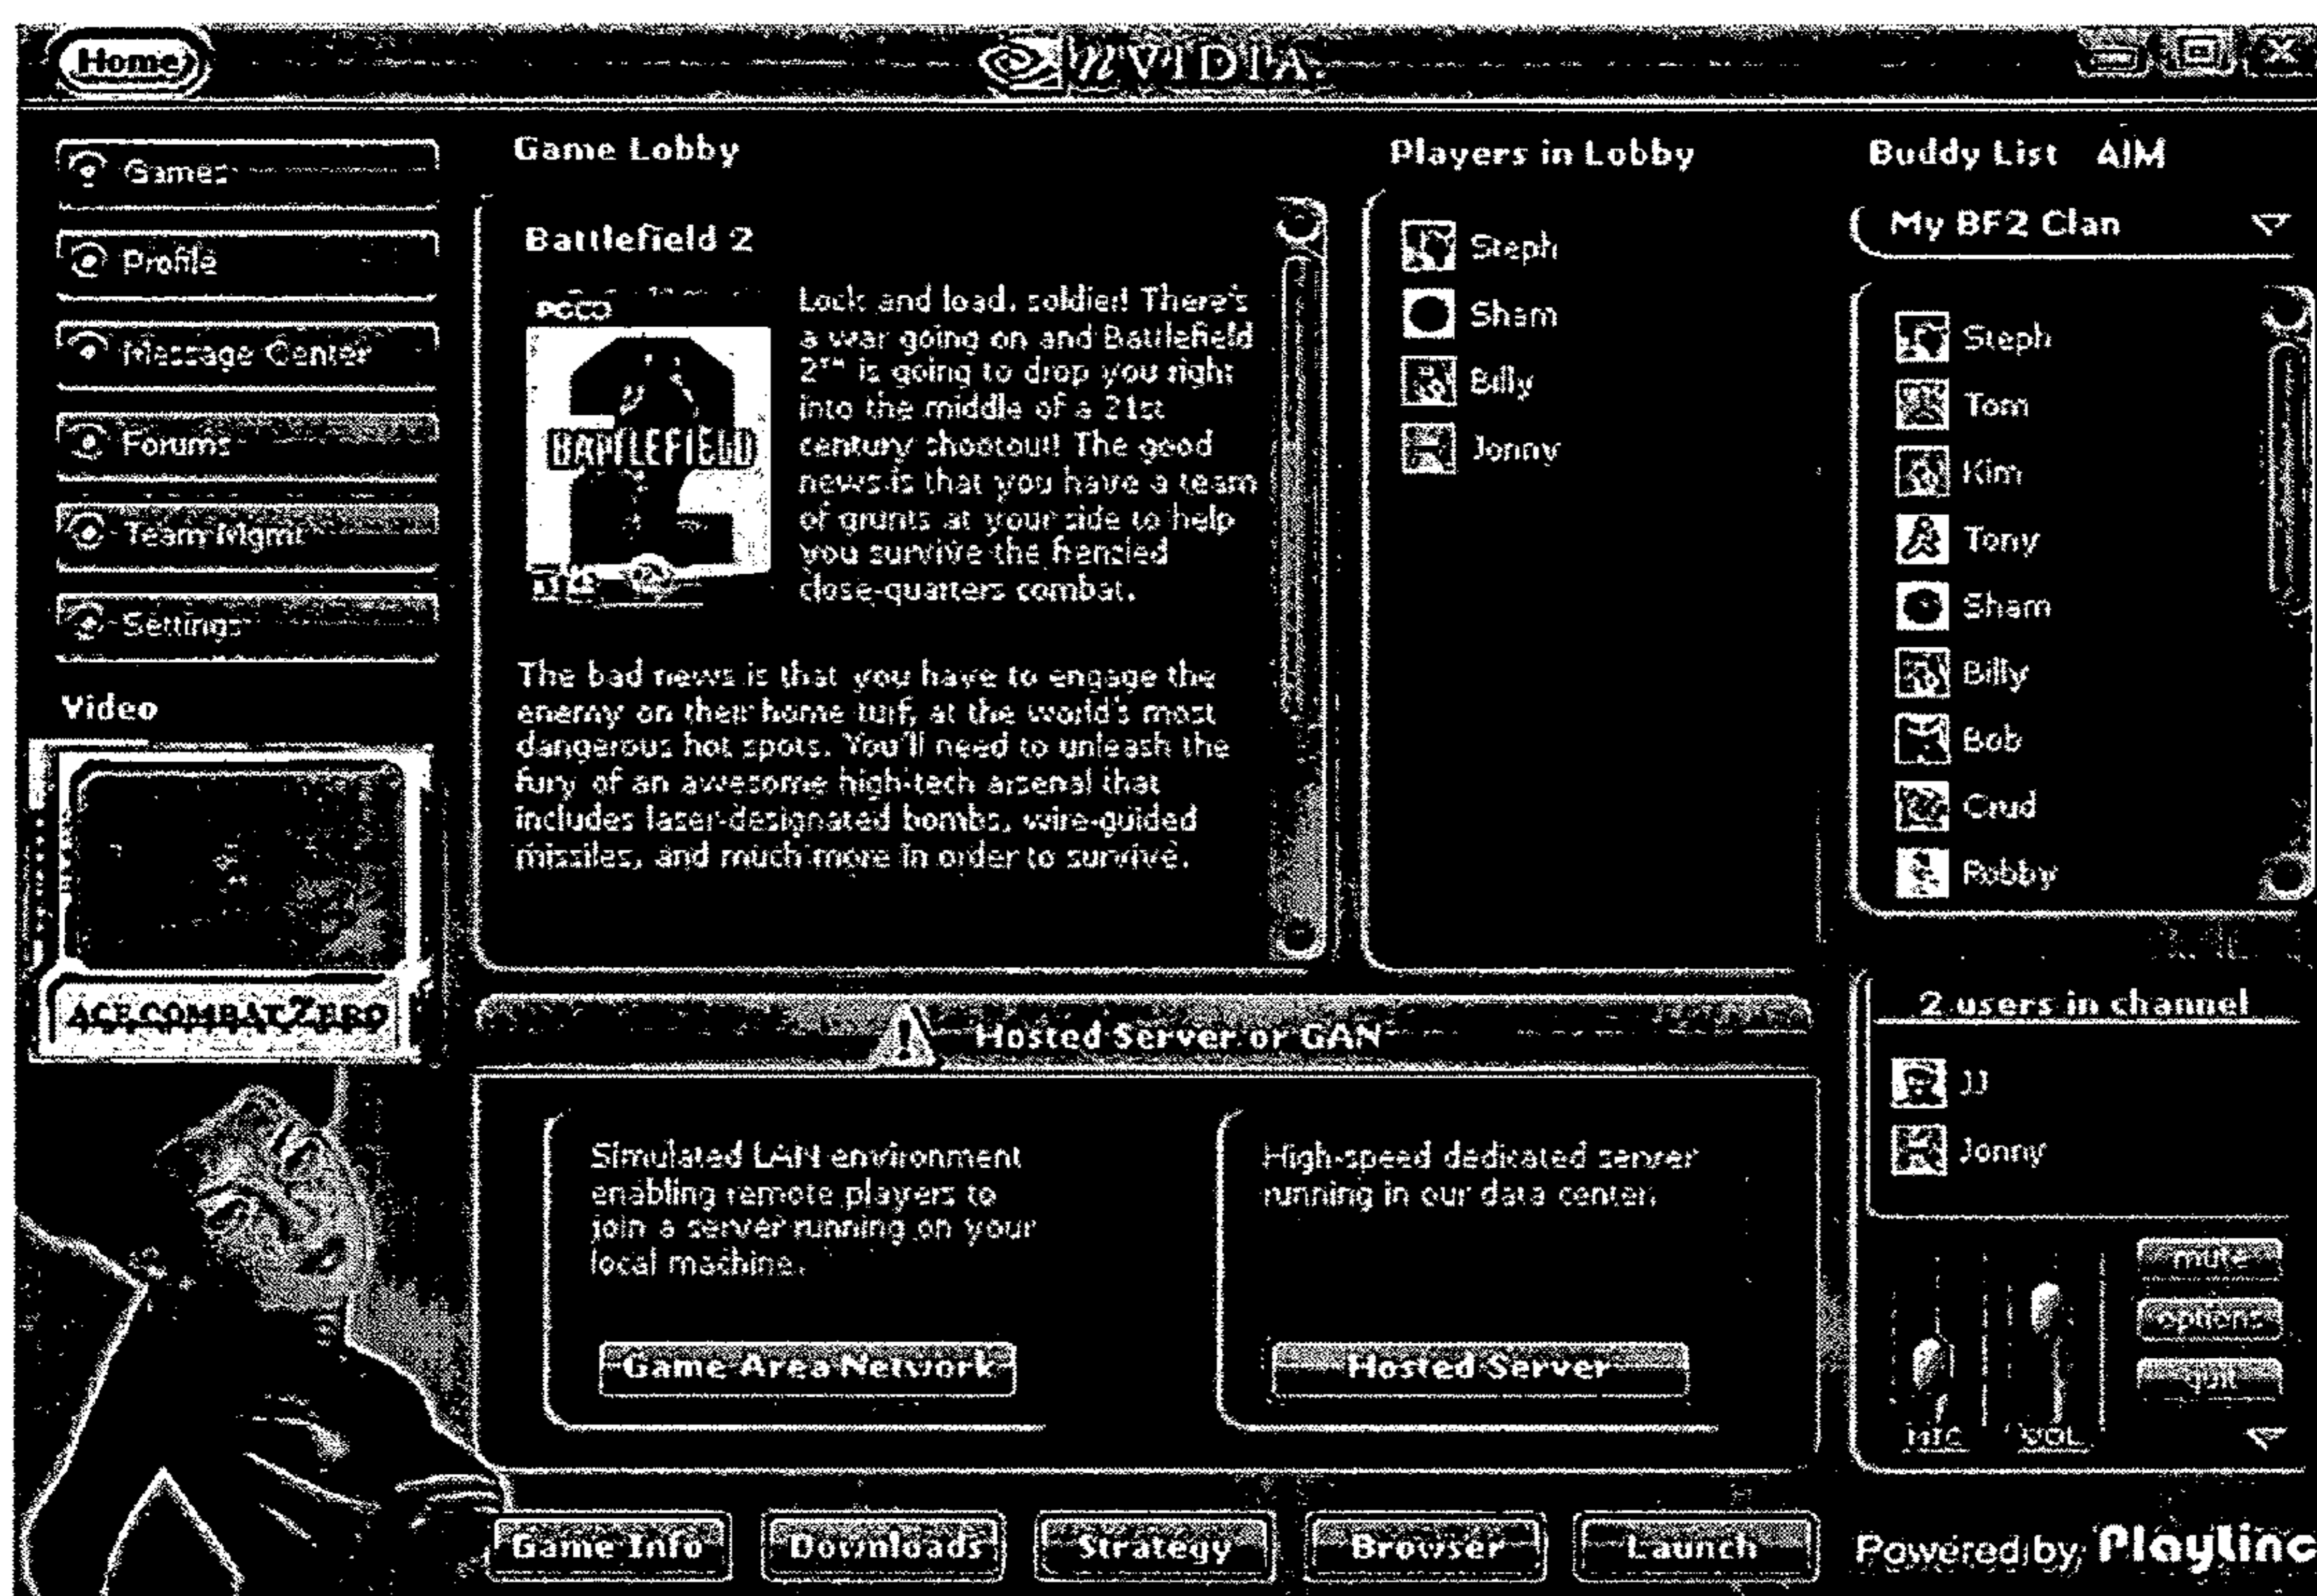 Home
NVIDIA
Games
Profile
Message Center
Forums
Team Mgmt
Settings
Video
ACE COMBAT ZERO
Game Lobby
Battlefield 2
BATTLEFIELD
Lock and load, soldier! There's
a war going on and Battlefield
2™ is going to drop you right
into the middle of a 21st
century shootout! The good
news is that you have a team
of grunts at your side to help
you survive the frenzied
close-quarters combat.
The bad news is that you have to engage the
enemy on their home turf, at the world's most
dangerous hot spots. You'll need to unleash the
fury of an awesome high-tech arsenal that
includes laser-designated bombs, wire-guided
missiles, and much more in order to survive.
Players in Lobby
Steph
Sham
Billy
Jonny
Buddy List AIM
My BF2 Clan
Steph
Tom
Kim
Tony
Sham
Billy
Bob
Crud
Robby
Hosted Server or GAN
Simulated LAN environment
enabling remote players to
join a server running on your
local machine.
Game Area Network
High-speed dedicated server
running in our data center.
Hosted Server
2 users in channel
JJ
Jonny
mute
options
quit
MIC VOL
Game Info Downloads Strategy Browser Launch
Powered by PlayLinc